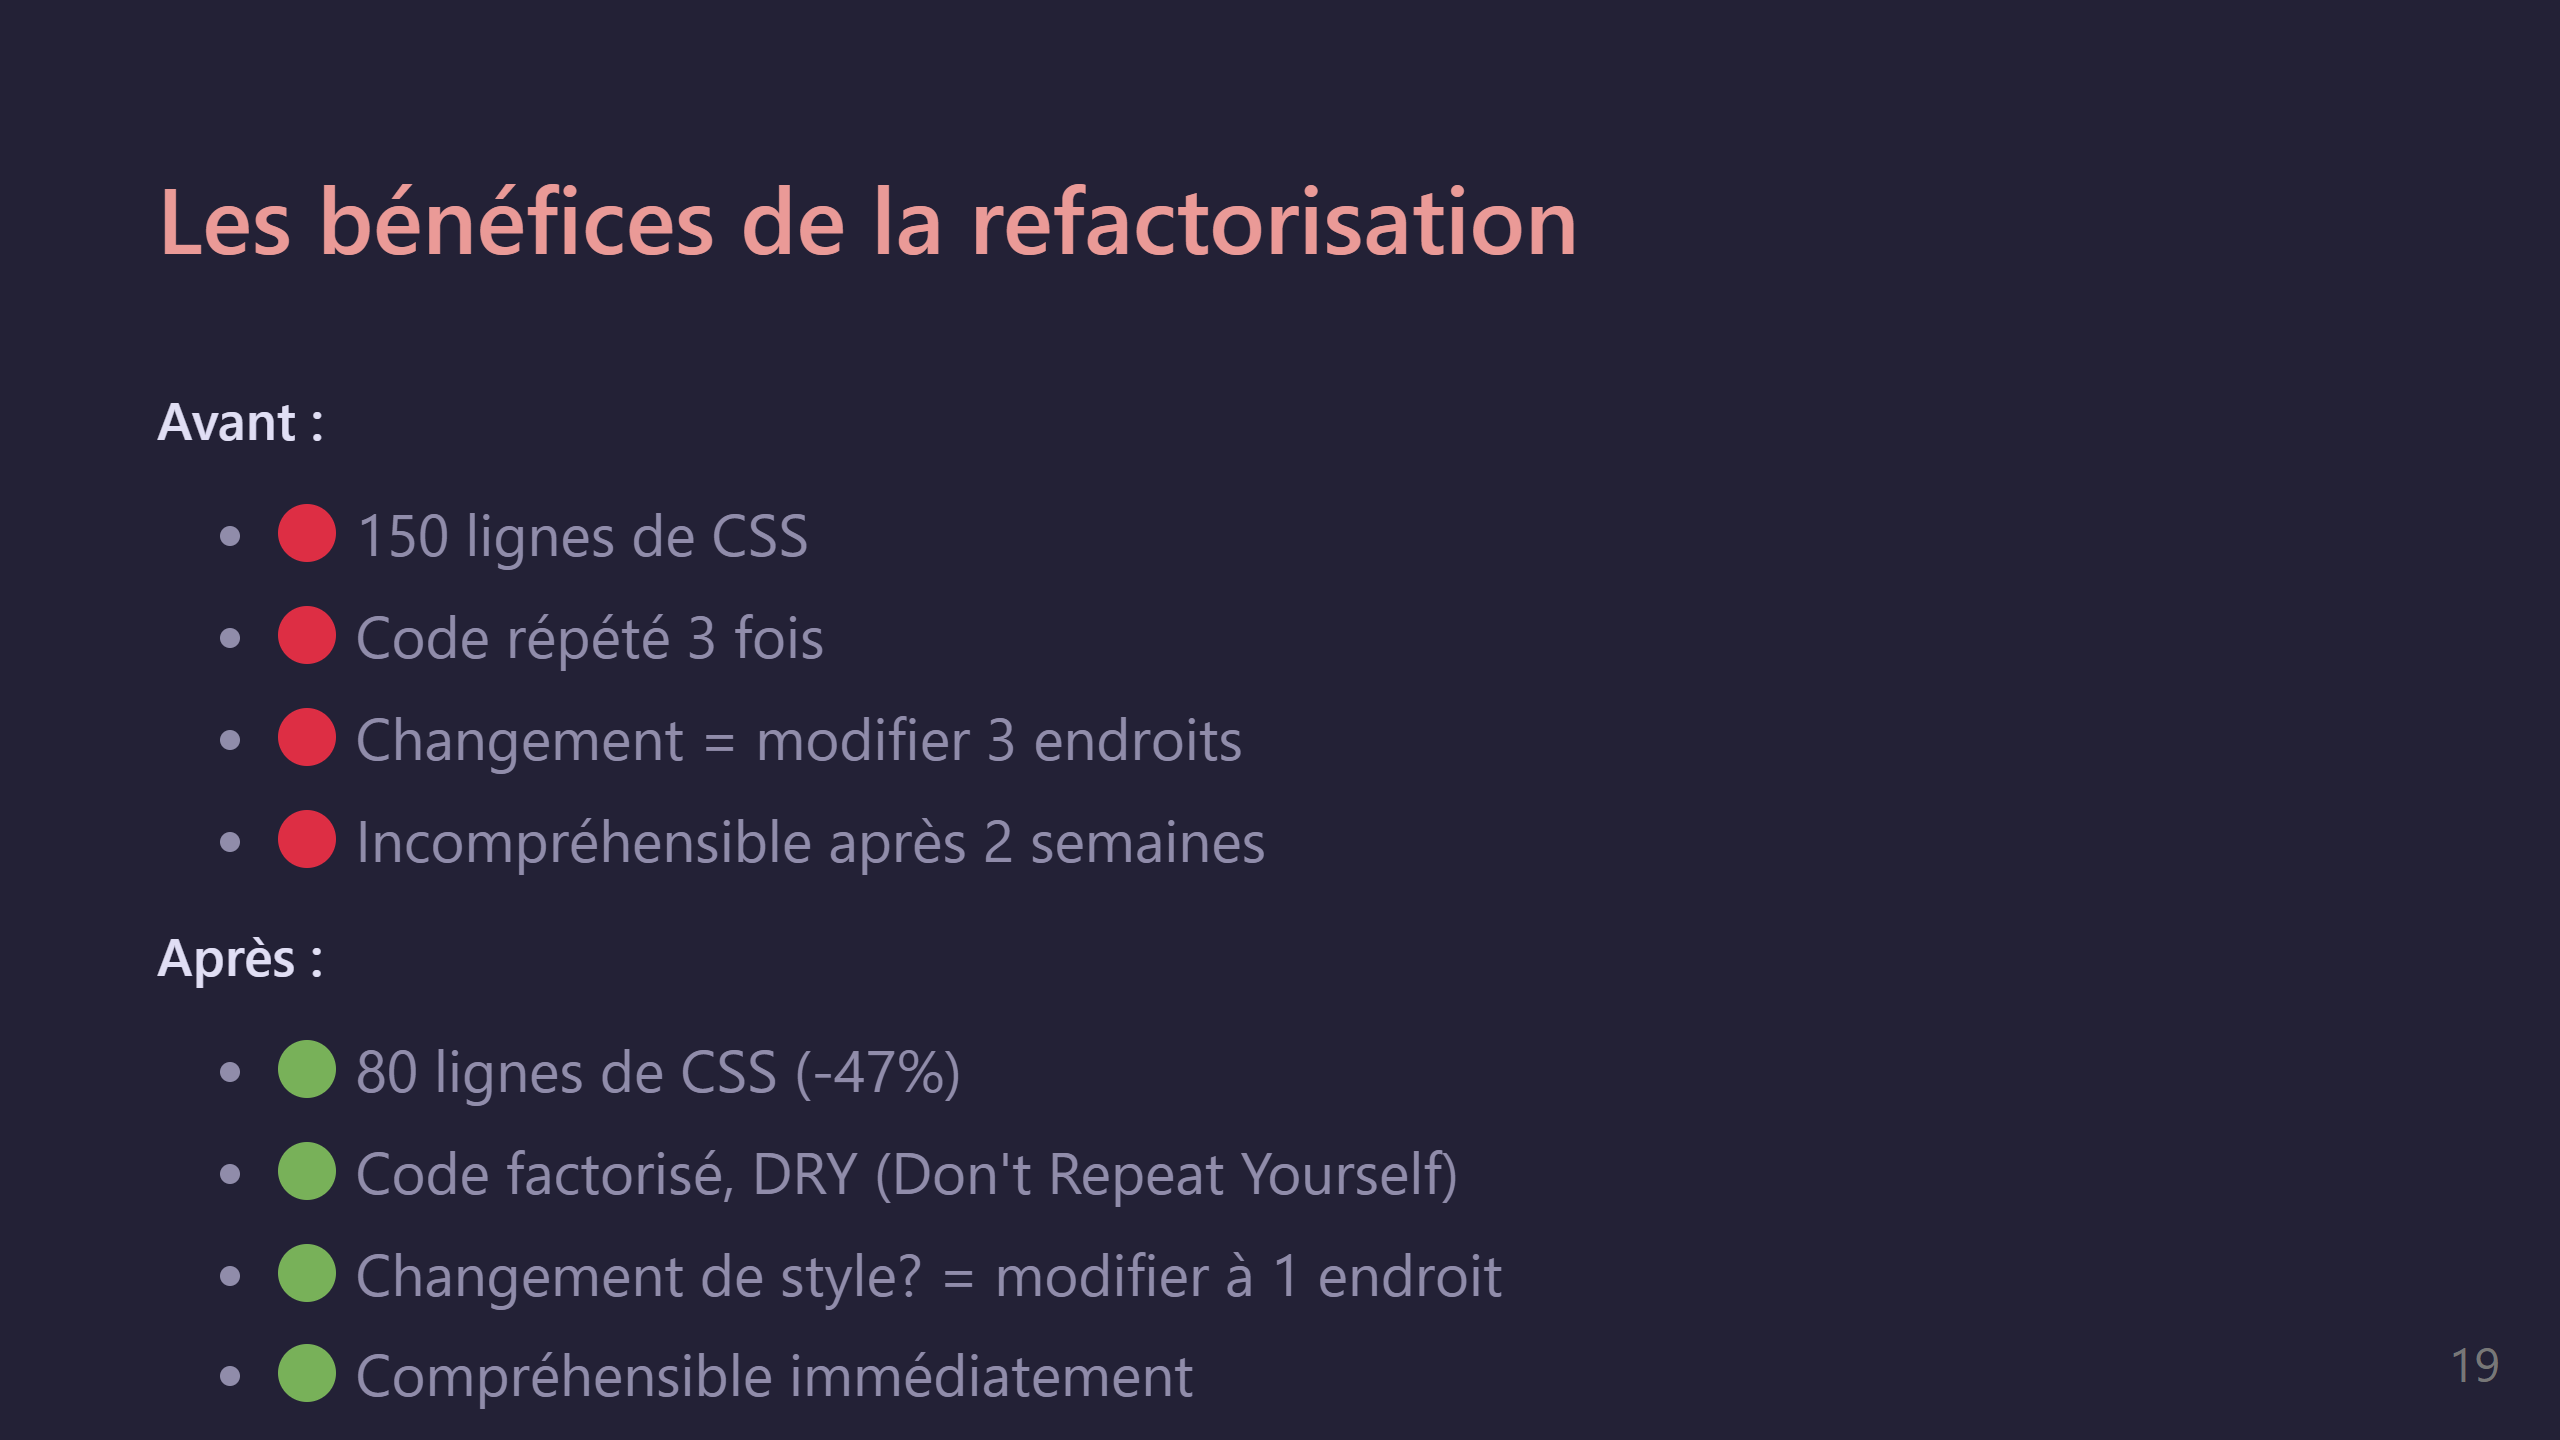 Les bénéfices de la refactorisation
Avant :
• 🔴 150 lignes de CSS
• 🔴 Code répété 3 fois
• 🔴 Changement = modifier 3 endroits
• 🔴 Incompréhensible après 2 semaines
Après :
• 🟢 80 lignes de CSS (-47%)
• 🟢 Code factorisé, DRY (Don't Repeat Yourself)
• 🟢 Changement de style? = modifier à 1 endroit
• 🟢 Compréhensible immédiatement
19